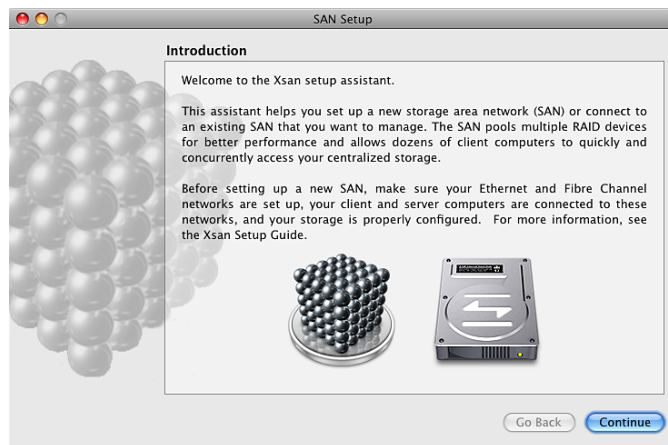 SAN Setup
Introduction
Welcome to the Xsan setup assistant.
This assistant helps you set up a new storage area network (SAN) or connect to
an existing SAN that you want to manage. The SAN pools multiple RAID devices
for better performance and allows dozens of client computers to quickly and
concurrently access your centralized storage.
Before setting up a new SAN, make sure your Ethernet and Fibre Channel
networks are set up, your client and server computers are connected to these
networks, and your storage is properly configured.  For more information, see
the Xsan Setup Guide.
Go Back
Continue